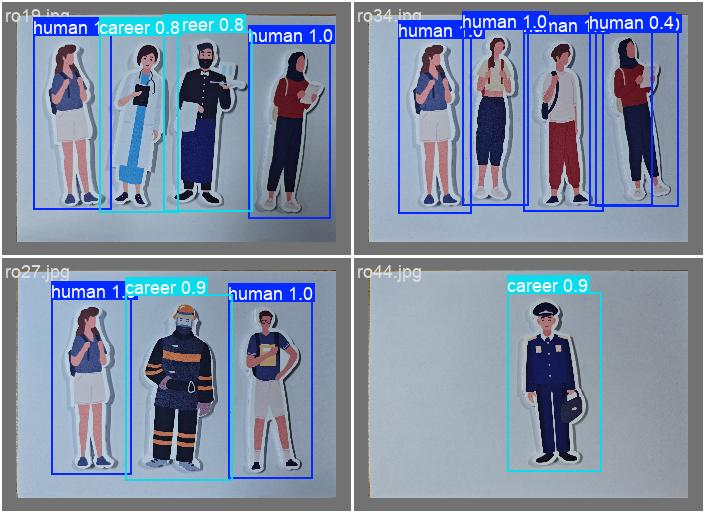 ro19.jpg
human 1
career 0.8
reer 0.8
human 1.0
ro34.jpg
human 1.0
human 1.0
human 1
human 0.4)
ro27.jpg
human 1.
career 0.9
human 1.0
ro44.jpg
career 0.9